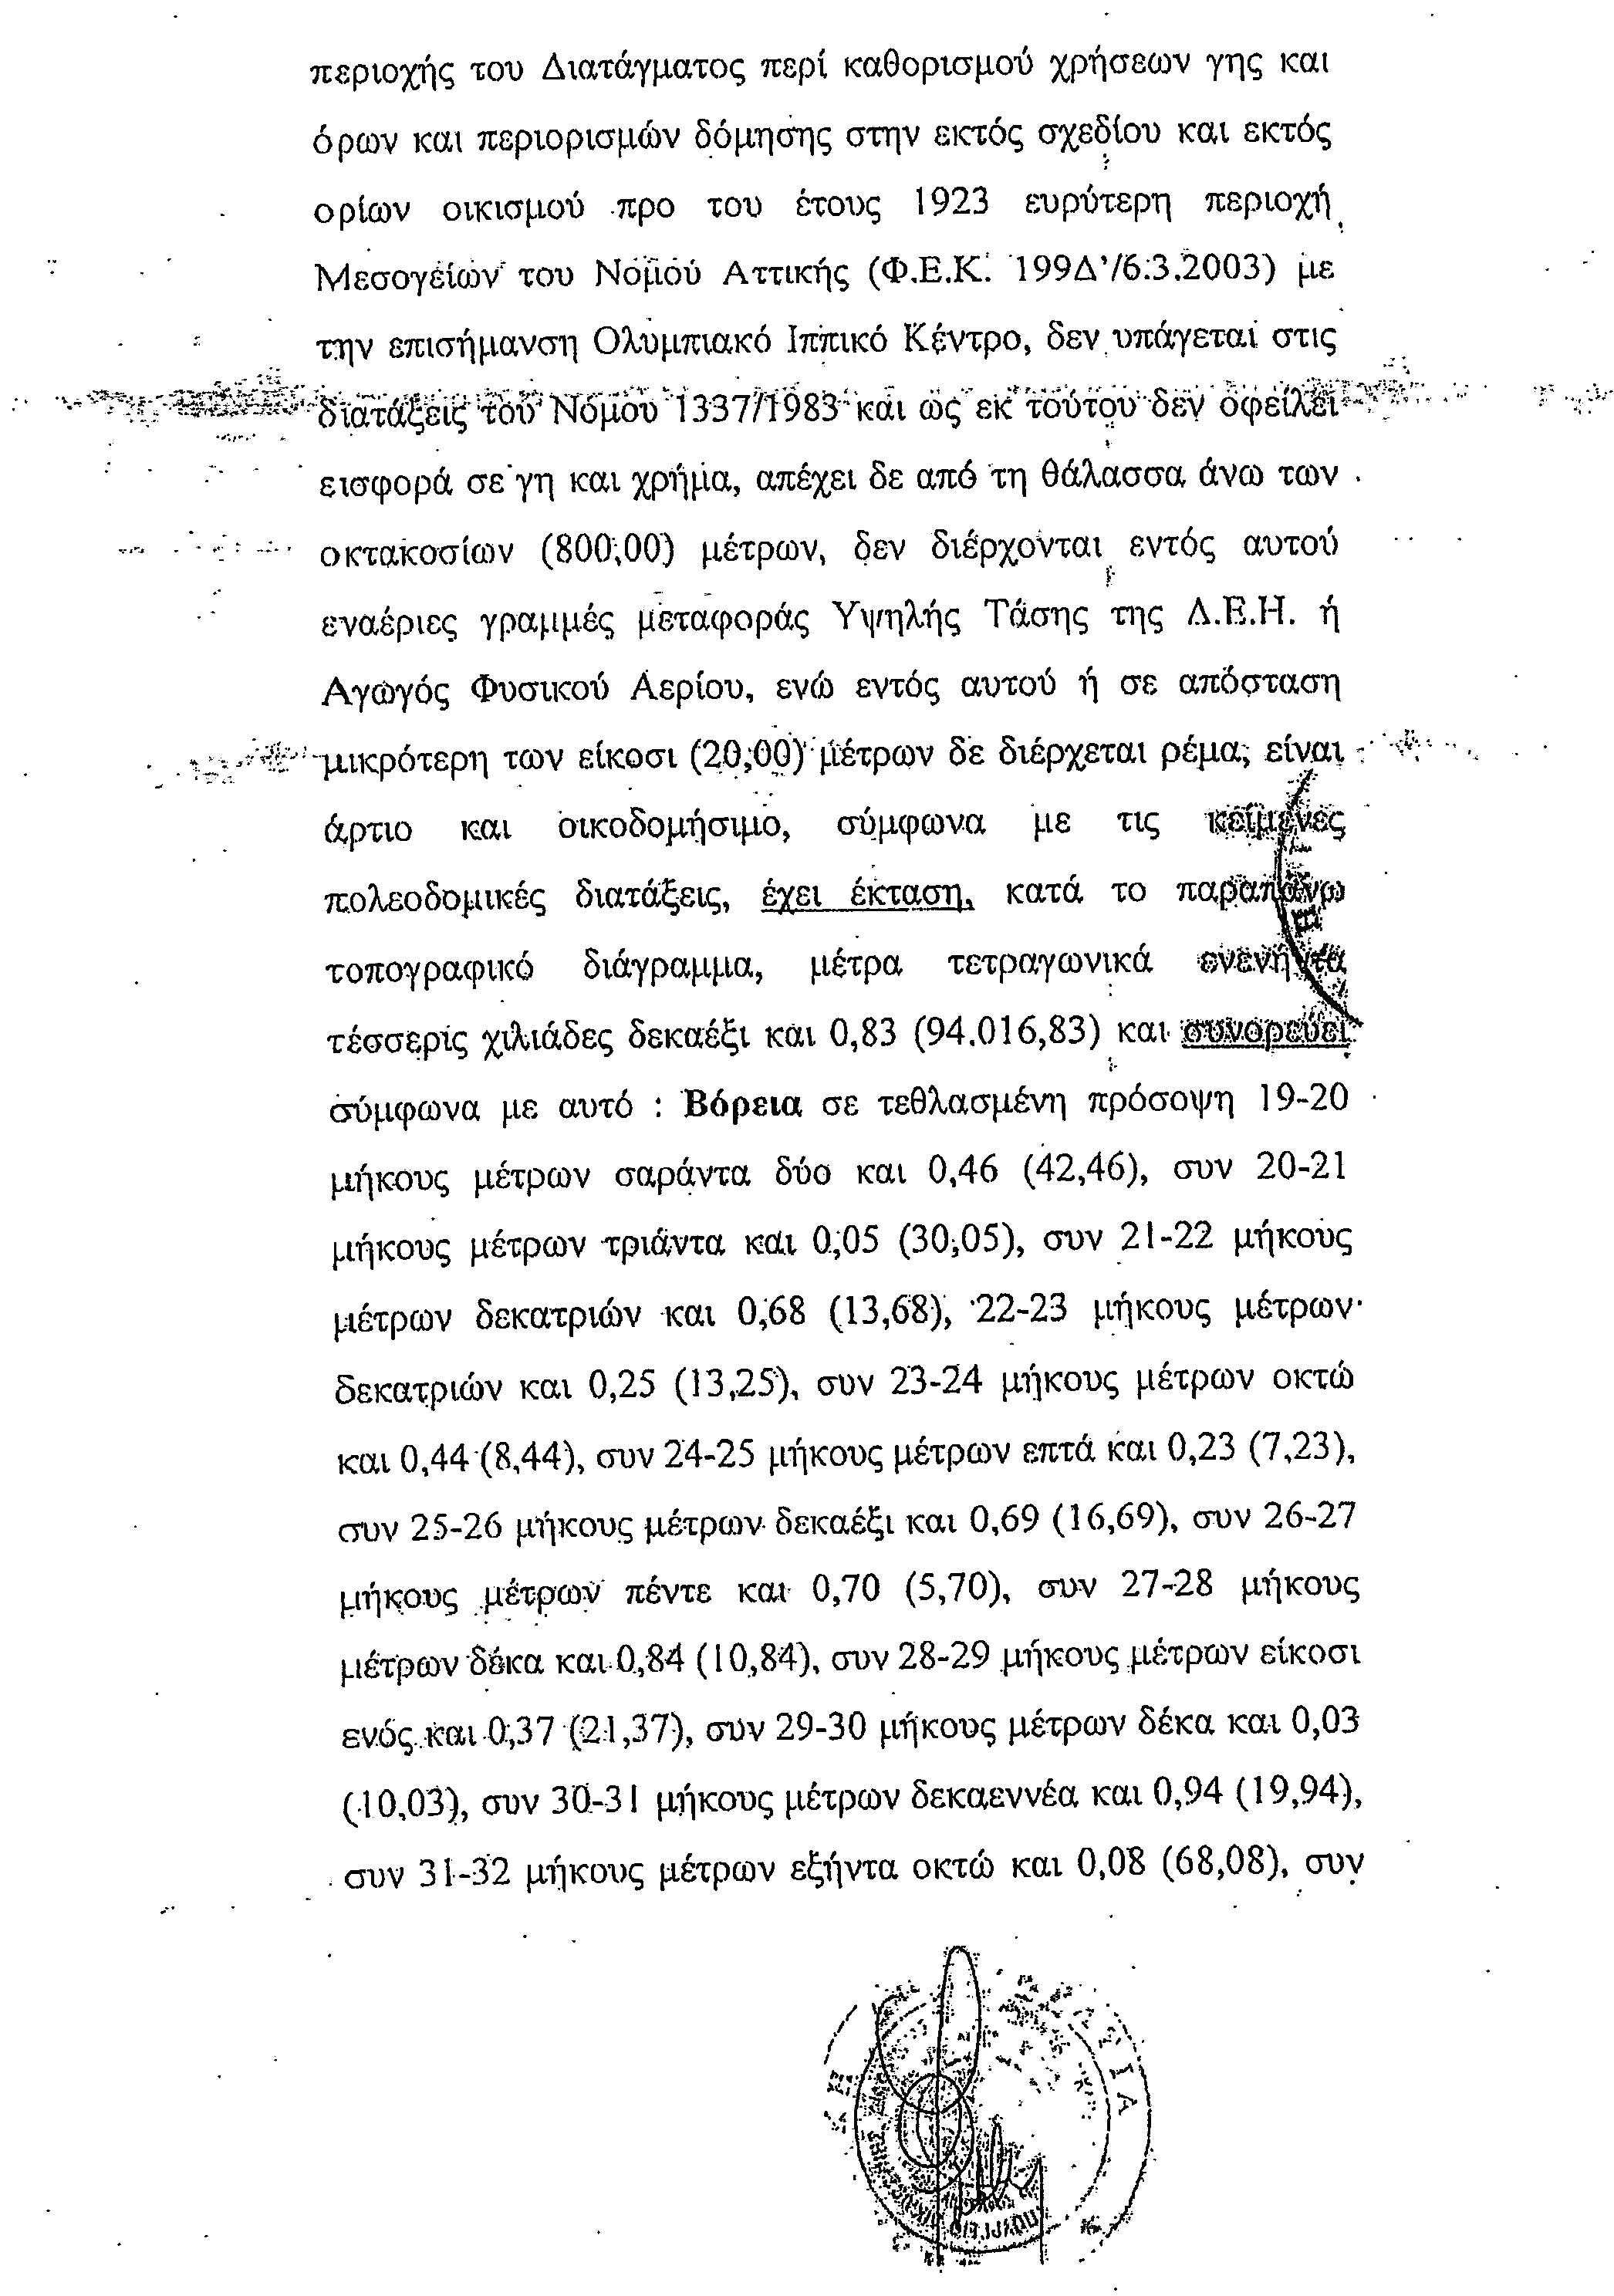 περιοχής του Διατάγματος περί καθορισμού χρήσεων γης και
όρων και περιορισμών δόμησης στην εκτός σχεδίου και εκτός
ορίων οικισμού προ του έτους 1923 ευρύτερη περιοχή
Μεσογείων του Νομού Αττικής (Φ.Ε.Κ. 199Δ'/6.3.2003) με
την επισήμανση Ολυμπιακό Ιππικό Κέντρο, δεν υπάγεται στις
διατάξεις του Νόμου 1337/1983 και ως εκ τούτου δεν οφείλει
εισφορά σε γη και χρήμα, απέχει δε από τη θάλασσα άνω των
οκτακοσίων (800,00) μέτρων, δεν διέρχονται εντός αυτού
εναέριες γραμμές μεταφοράς Υψηλής Τάσης της Δ.Ε.Η. ή
Αγωγός Φυσικού Αερίου, ενώ εντός αυτού ή σε απόσταση
μικρότερη των είκοσι (20,00) μέτρων δε διέρχεται ρέμα, είναι
άρτιο και οικοδομήσιμο, σύμφωνα με τις κείμενες
πολεοδομικές διατάξεις, έχει έκταση, κατά το παραπάνω
τοπογραφικό διάγραμμα, μέτρα τετραγωνικά ενενήντα
τέσσερις χιλιάδες δεκαέξι και 0,83 (94.016,83) και συνορεύει
σύμφωνα με αυτό : Βόρεια σε τεθλασμένη πρόσοψη 19-20
μήκους μέτρων σαράντα δύο και 0,46 (42,46), συν 20-21
μήκους μέτρων τριάντα και 0,05 (30,05), συν 21-22 μήκους
μέτρων δεκατριών και 0,68 (13,68), 22-23 μήκους μέτρων
δεκατριών και 0,25 (13,25), συν 23-24 μήκους μέτρων οκτώ
και 0,44 (8,44), συν 24-25 μήκους μέτρων επτά και 0,23 (7,23),
συν 25-26 μήκους μέτρων δεκαέξι και 0,69 (16,69), συν 26-27
μήκους μέτρων πέντε και 0,70 (5,70), συν 27-28 μήκους
μέτρων δέκα και 0,84 (10,84), συν 28-29 μήκους μέτρων είκοσι
ενός και 0,37 (21,37), συν 29-30 μήκους μέτρων δέκα και 0,03
(10,03), συν 30-31 μήκους μέτρων δεκαεννέα και 0,94 (19,94),
συν 31-32 μήκους μέτρων εξήντα οκτώ και 0,08 (68,08), συν